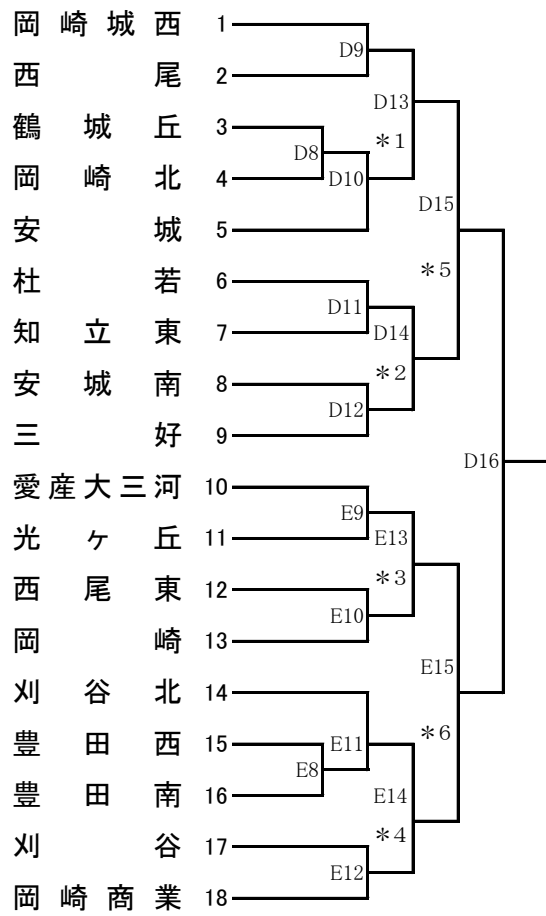 岡崎城西 1
D9
西尾 2
D13
鶴城丘 3
＊1
D8
岡崎北 4
D10
D15
安城 5
＊5
杜若 6
D11
知立東 7
D14
＊2
安城南 8
D12
三好 9
D16
愛産大三河 10
E9
光ヶ丘 11
E13
＊3
西尾東 12
E10
岡崎 13
E15
刈谷北 14
＊6
豊田西 15
E11
E8
豊田南 16
E14
＊4
刈谷 17
E12
岡崎商業 18